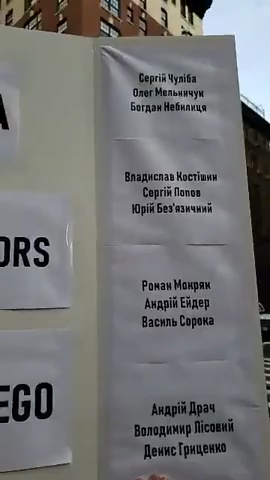 A
ORS
EGO
Сергій Чуліба
Олег Мельничук
Богдан Небилиця
Владислав Костішин
Сергій Попов
Юрій Без'язичний
Роман Мокряк
Андрій Ейдер
Василь Сорока
Андрій Драч
Володимир Лісовий
Денис Гриценко